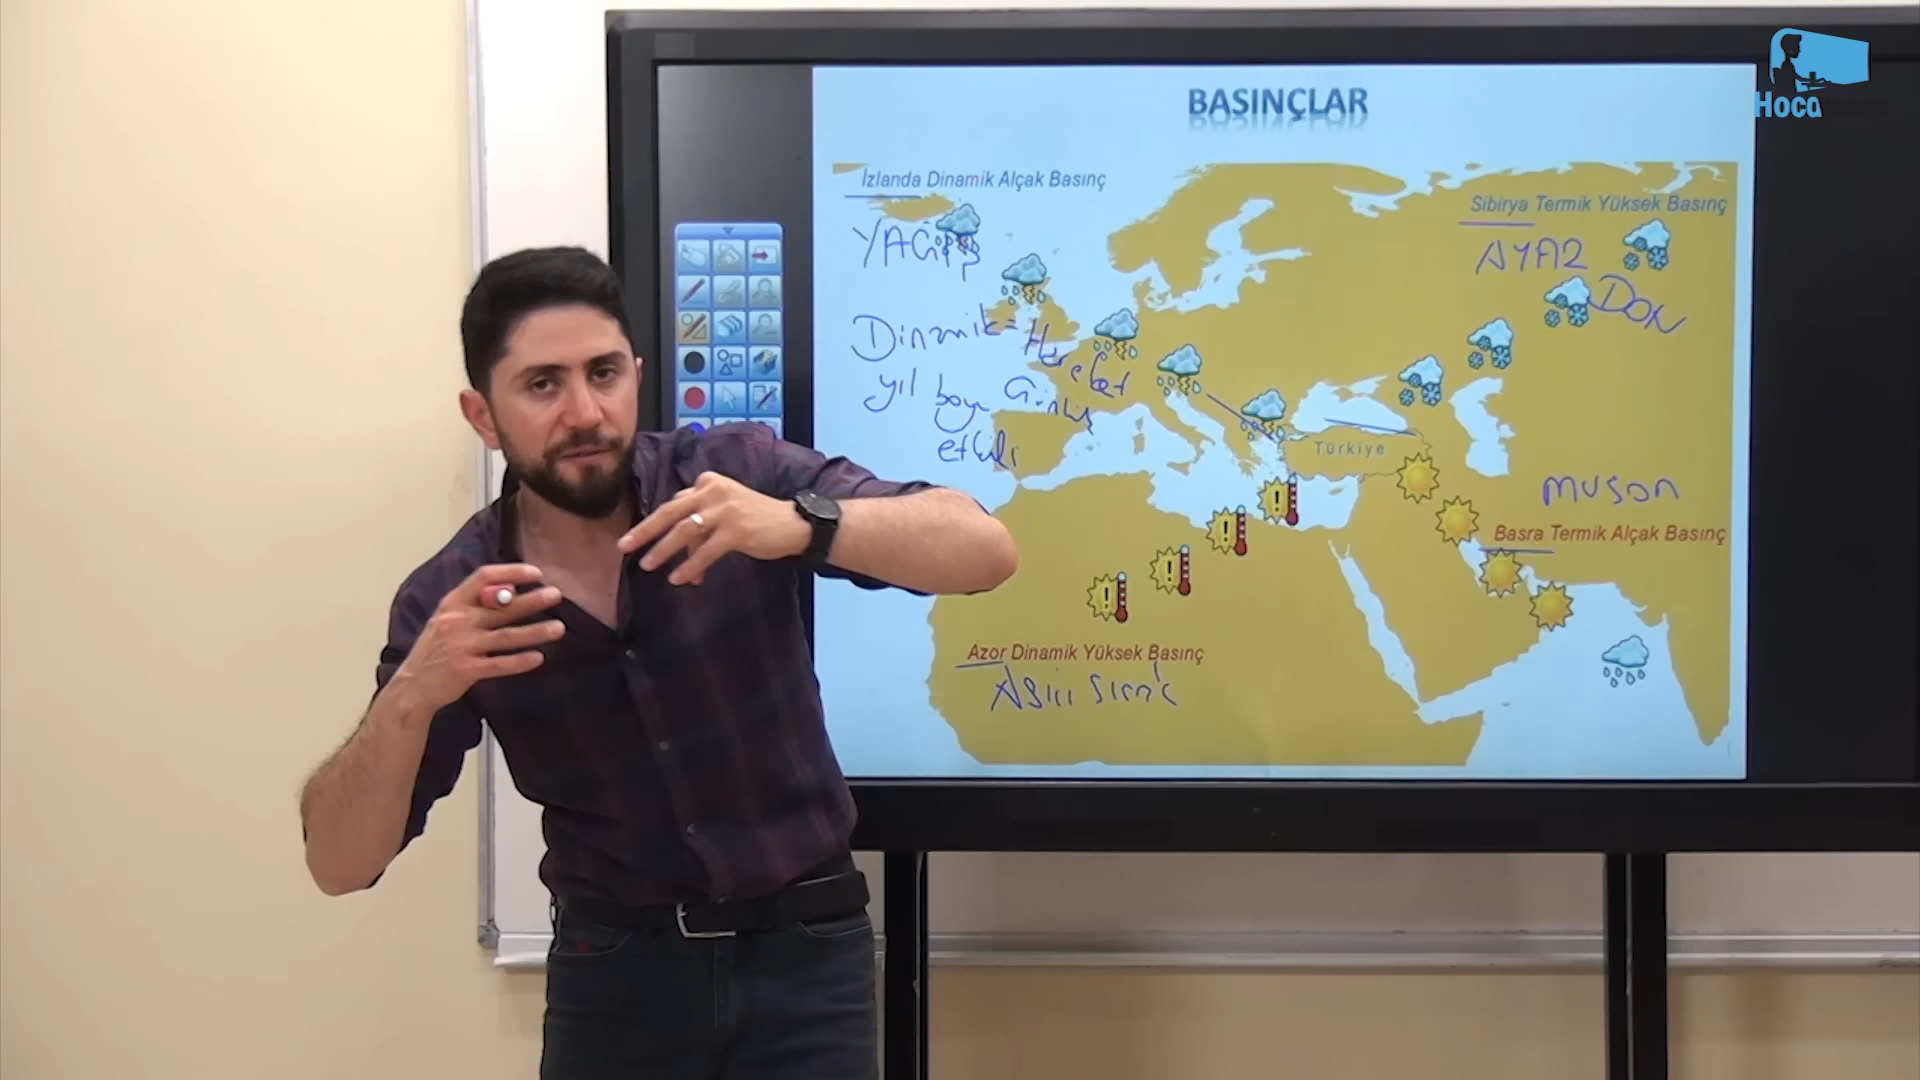 Hoca
BASINÇLAR
İzlanda Dinamik Alçak Basınç
YAĞIŞ
Dinamik = Hareket
yıl boyu
etkili
Sibirya Termik Yüksek Basınç
AYAZ
DON
Türkiye
MUSON
Basra Termik Alçak Basınç
Azor Dinamik Yüksek Basınç
Aşırı Sıcak